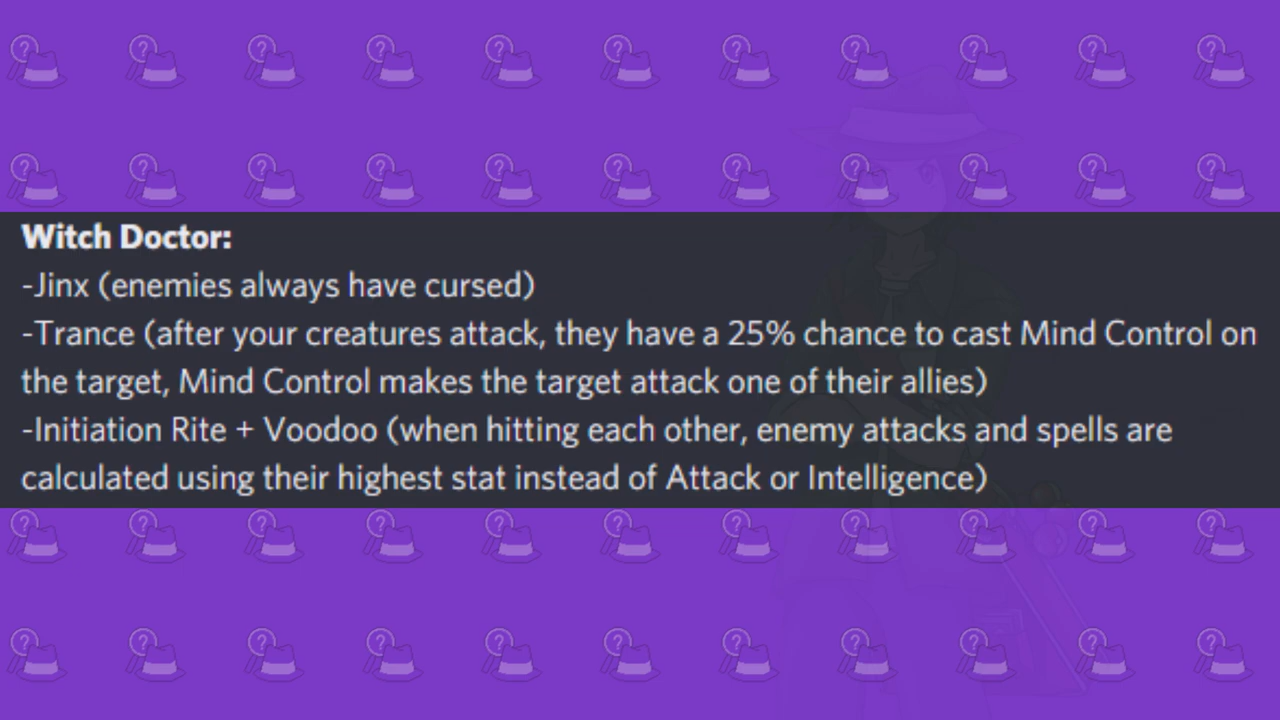 Witch Doctor:
-Jinx (enemies always have cursed)
-Trance (after your creatures attack, they have a 25% chance to cast Mind Control on
the target, Mind Control makes the target attack one of their allies)
-Initiation Rite + Voodoo (when hitting each other, enemy attacks and spells are
calculated using their highest stat instead of Attack or Intelligence)